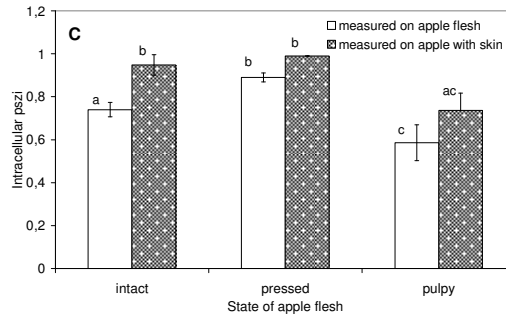 1,2
C
measured on apple flesh
measured on apple with skin
b
b
b
1
a
0,8
ac
c
0,6
0,4
0,2
0
Intracellular pszi
intact
pressed
pulpy
State of apple flesh